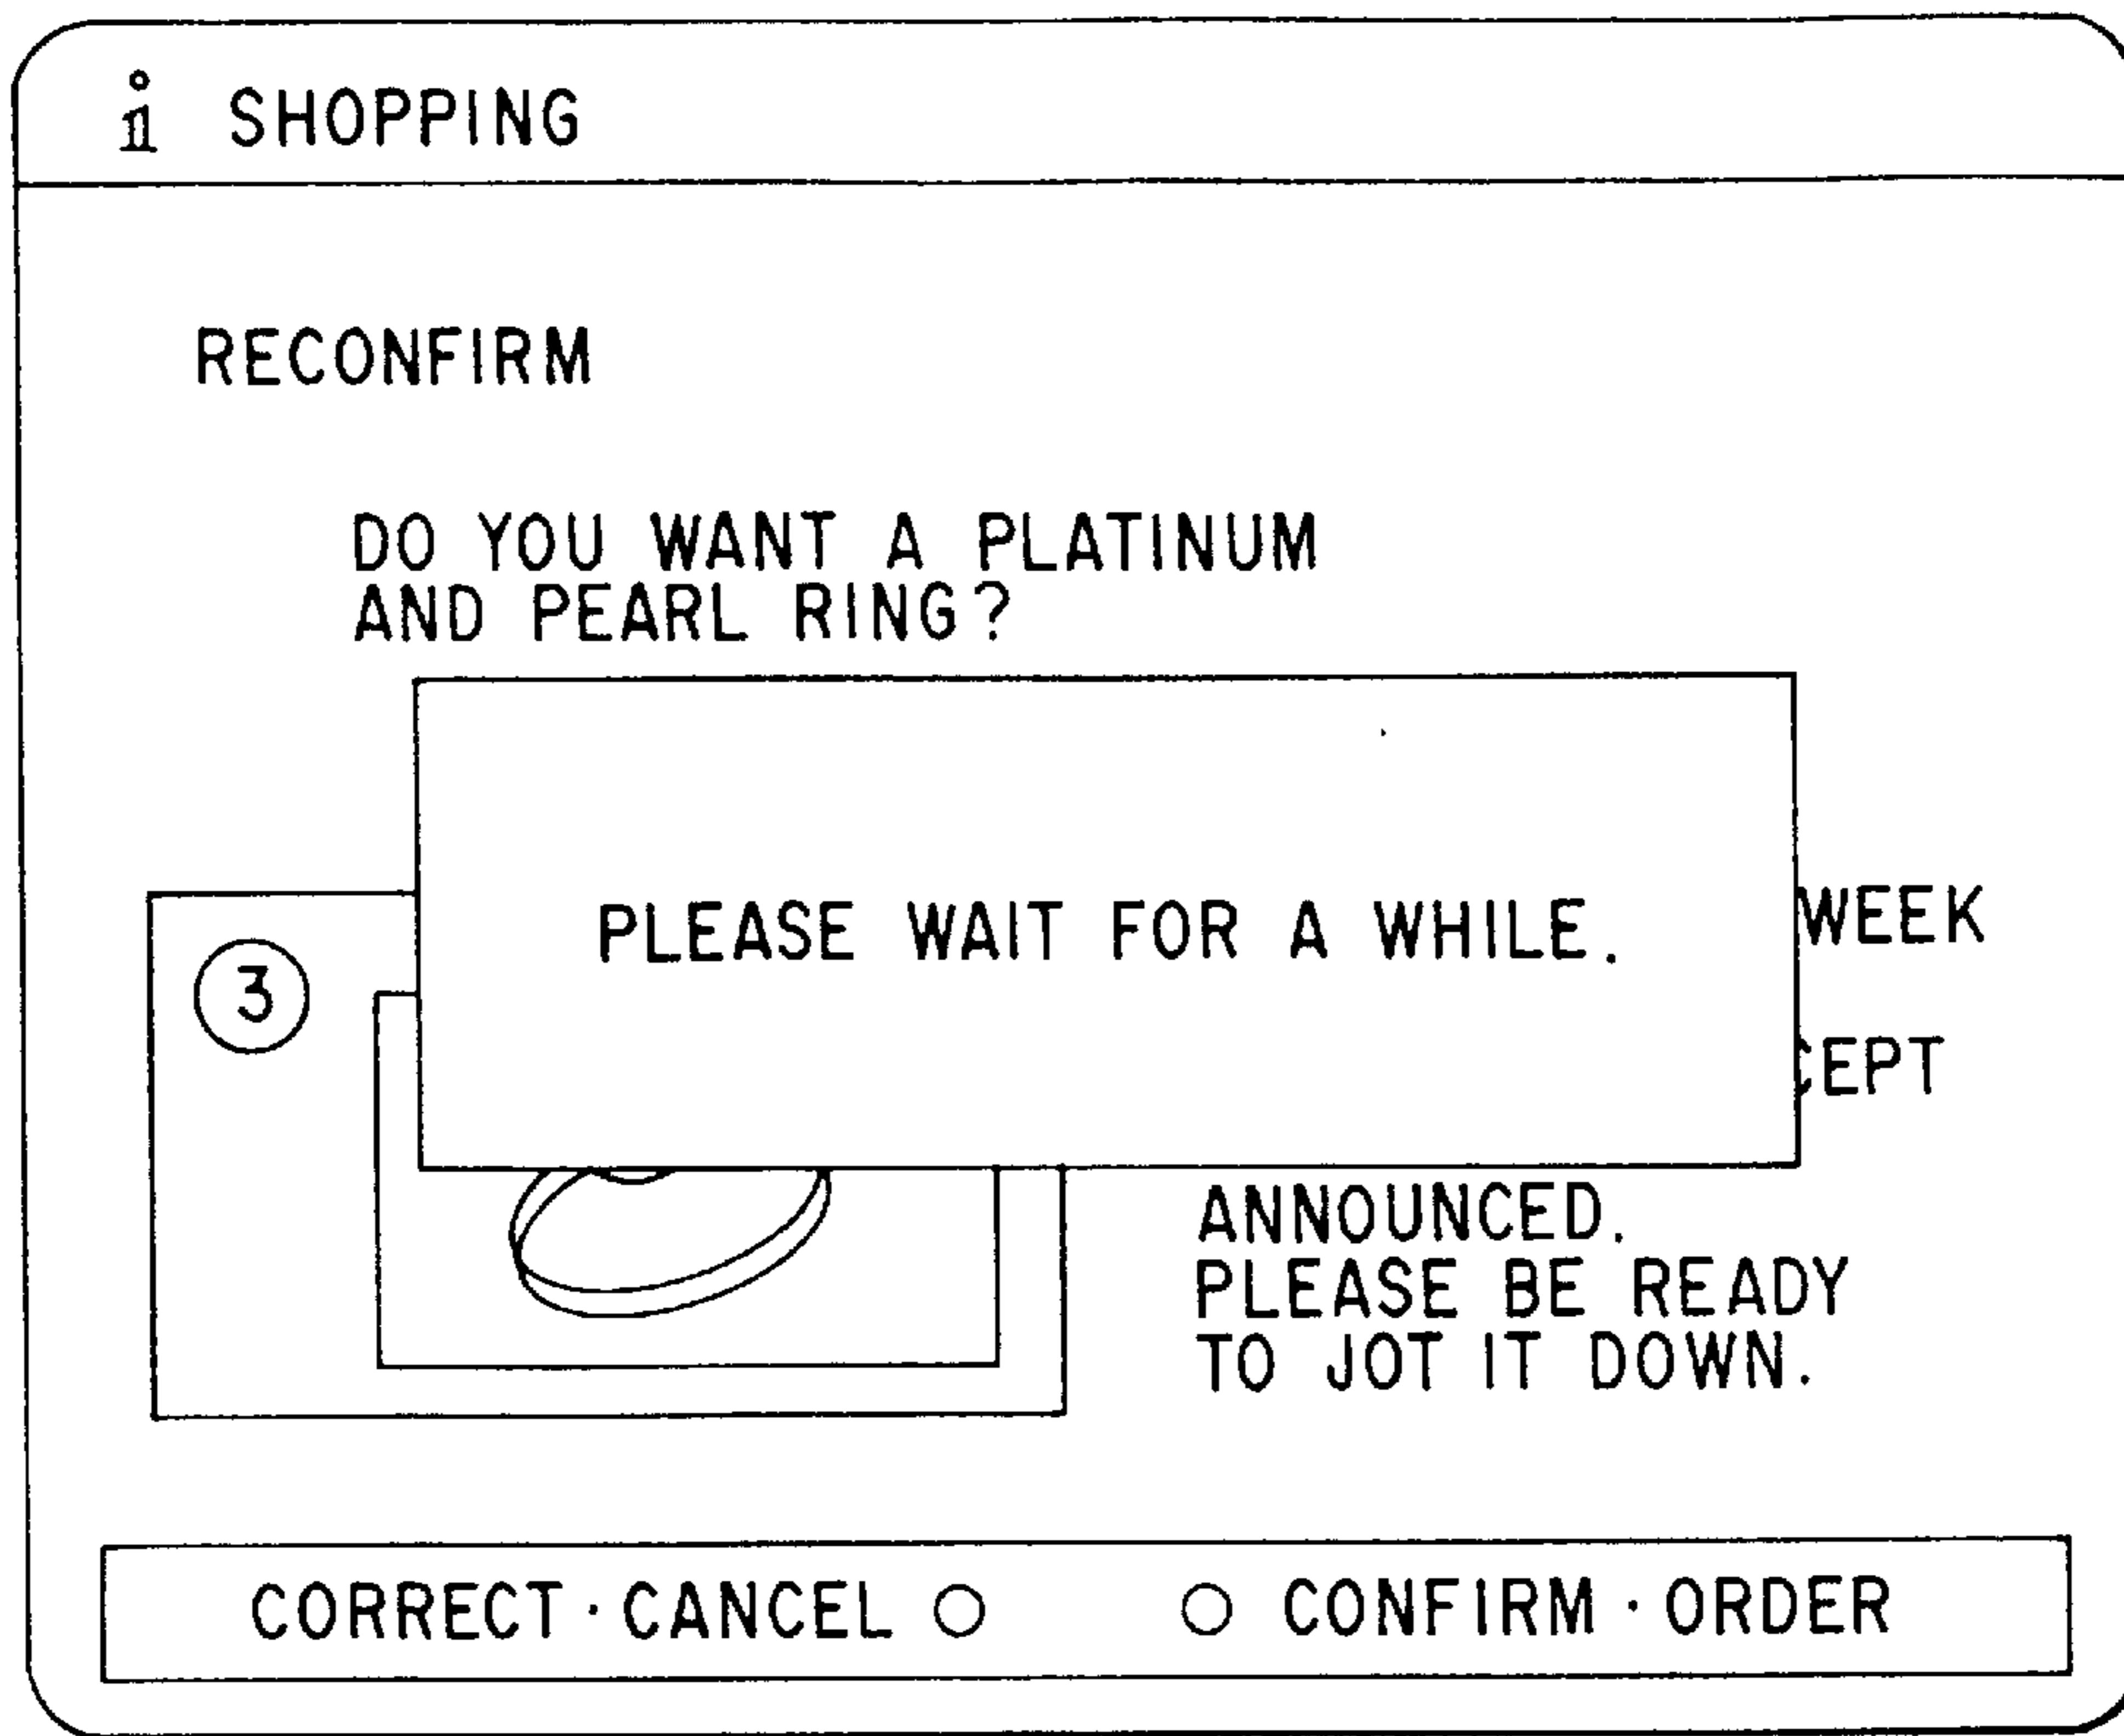 i SHOPPING
RECONFIRM
DO YOU WANT A PLATINUM
AND PEARL RING?
PLEASE WAIT FOR A WHILE.
WEEK
3
ANNOUNCED.
PLEASE BE READY
TO JOT IT DOWN.
CORRECT·CANCEL ○ ○ CONFIRM·ORDER